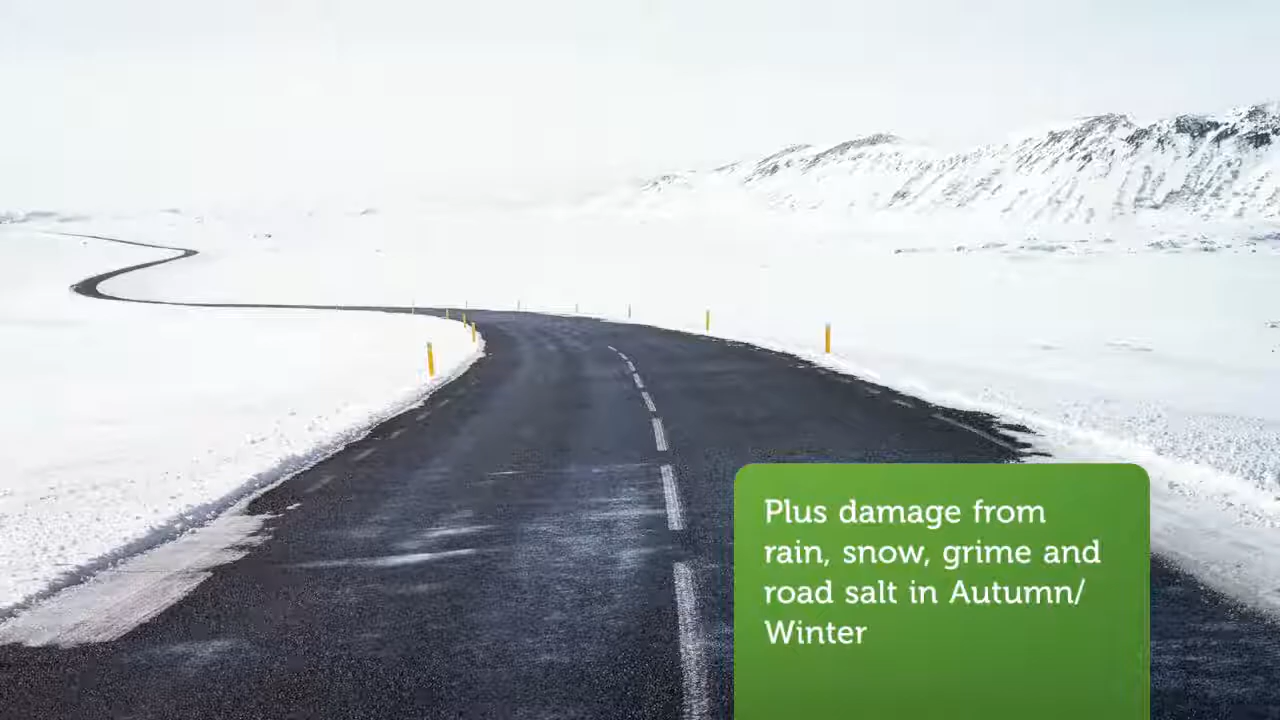 Plus damage from
rain, snow, grime and
road salt in Autumn/
Winter